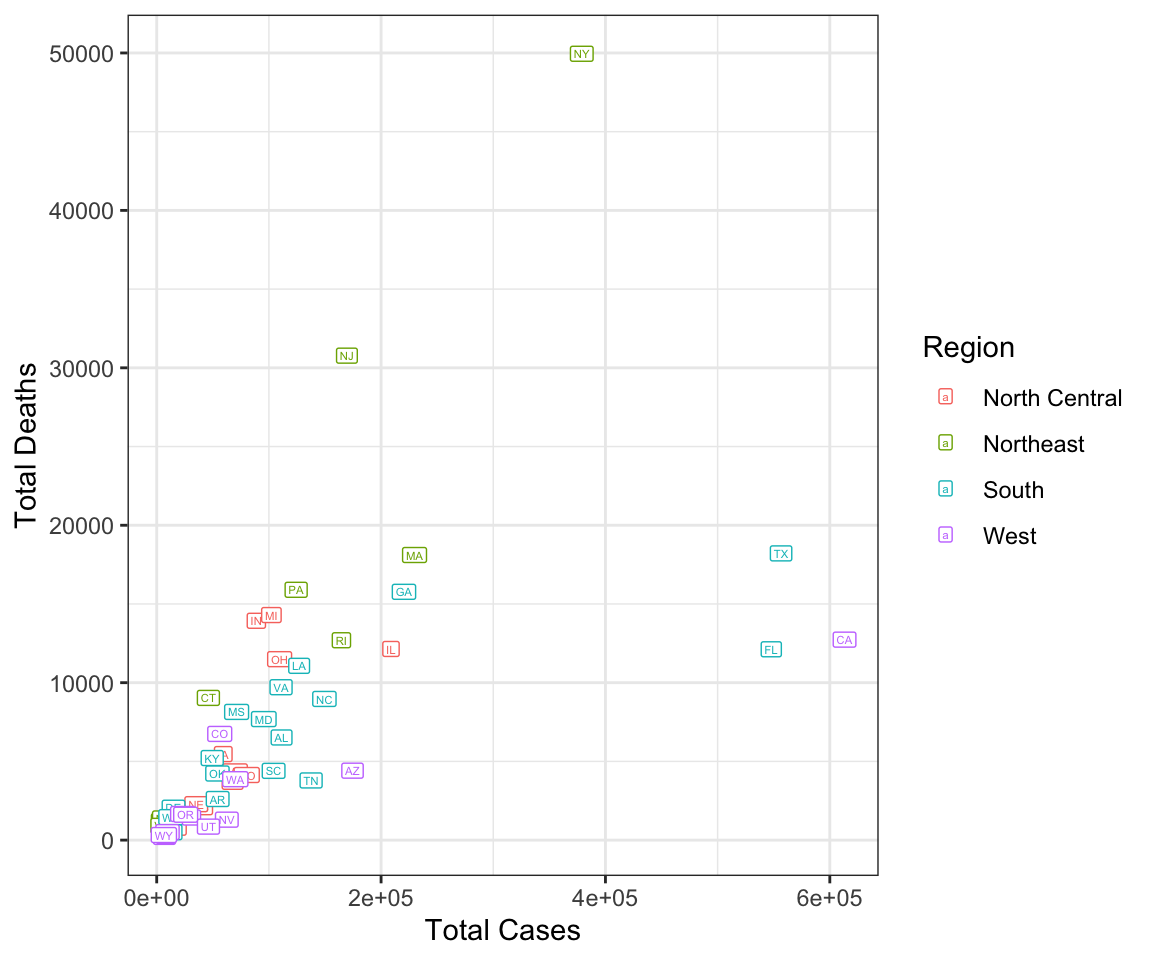 50000
40000
30000
20000
10000
0
Total Deaths
NY
NJ
MA
TX
PA
GA
IN
MI
RI
CA
IL
FL
OH
LA
VA
CT
NC
MS
MD
CO
AL
KY
OK
SC
AZ
WA
TN
AR
NE
OR
NV
UT
WY
0e+00 2e+05 4e+05 6e+05
Total Cases
Region
a North Central
a Northeast
a South
a West